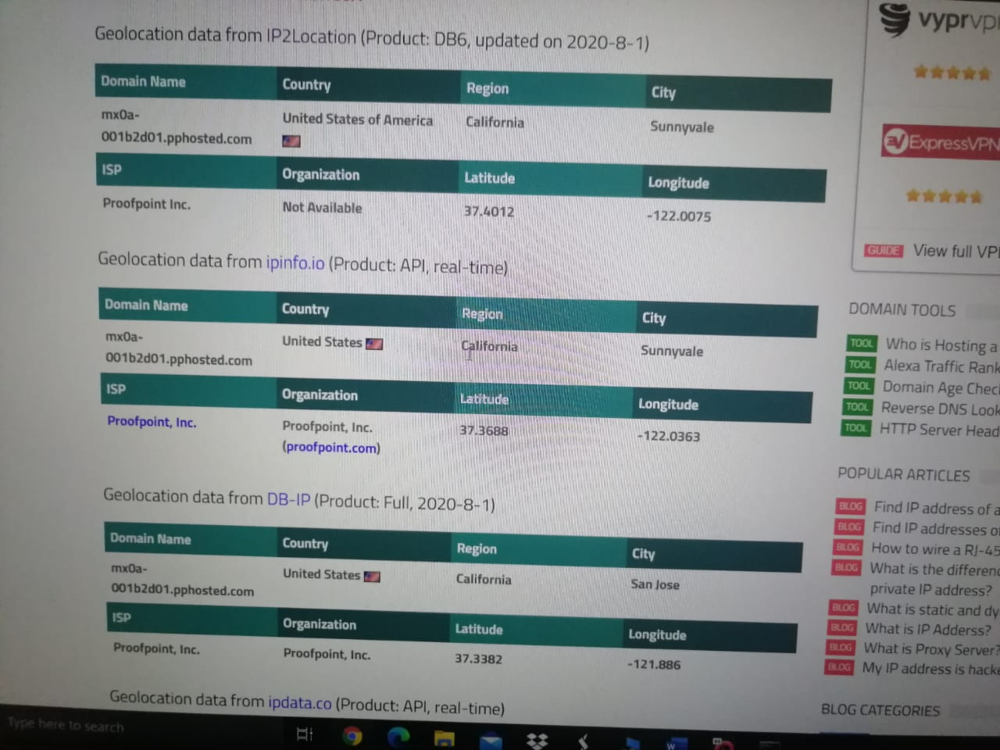 Geolocation data from IP2Location (Product: DB6, updated on 2020-8-1)
Domain Name Country Region City
mx0a-
001b2d01.pphosted.com United States of America California Sunnyvale
ISP Organization Latitude Longitude
Proofpoint Inc. Not Available 37.4012 -122.0075
Geolocation data from ipinfo.io (Product: API, real-time)
Domain Name Country Region City
mx0a-
001b2d01.pphosted.com United States California Sunnyvale
ISP Organization Latitude Longitude
Proofpoint, Inc. Proofpoint, Inc. 37.3688 -122.0363
(proofpoint.com)
Geolocation data from DB-IP (Product: Full, 2020-8-1)
Domain Name Country Region City
mx0a-
001b2d01.pphosted.com United States California San Jose
ISP Organization Latitude Longitude
Proofpoint, Inc. Proofpoint, Inc. 37.3382 -121.886
Geolocation data from ipdata.co (Product: API, real-time)
vyprvp
ExpressVPN
GUIDE View full VP
DOMAIN TOOLS
TOOL Who is Hosting a
TOOL Alexa Traffic Rank
TOOL Domain Age Chec
TOOL Reverse DNS Look
TOOL HTTP Server Head
POPULAR ARTICLES
BLOG Find IP address of a
BLOG Find IP addresses of
BLOG How to wire a RJ-45
BLOG What is the differenc
private IP address?
BLOG What is static and dy
BLOG What is IP Adderss?
BLOG What is Proxy Server?
BLOG My IP address is hacke
BLOG CATEGORIES
Type here to search